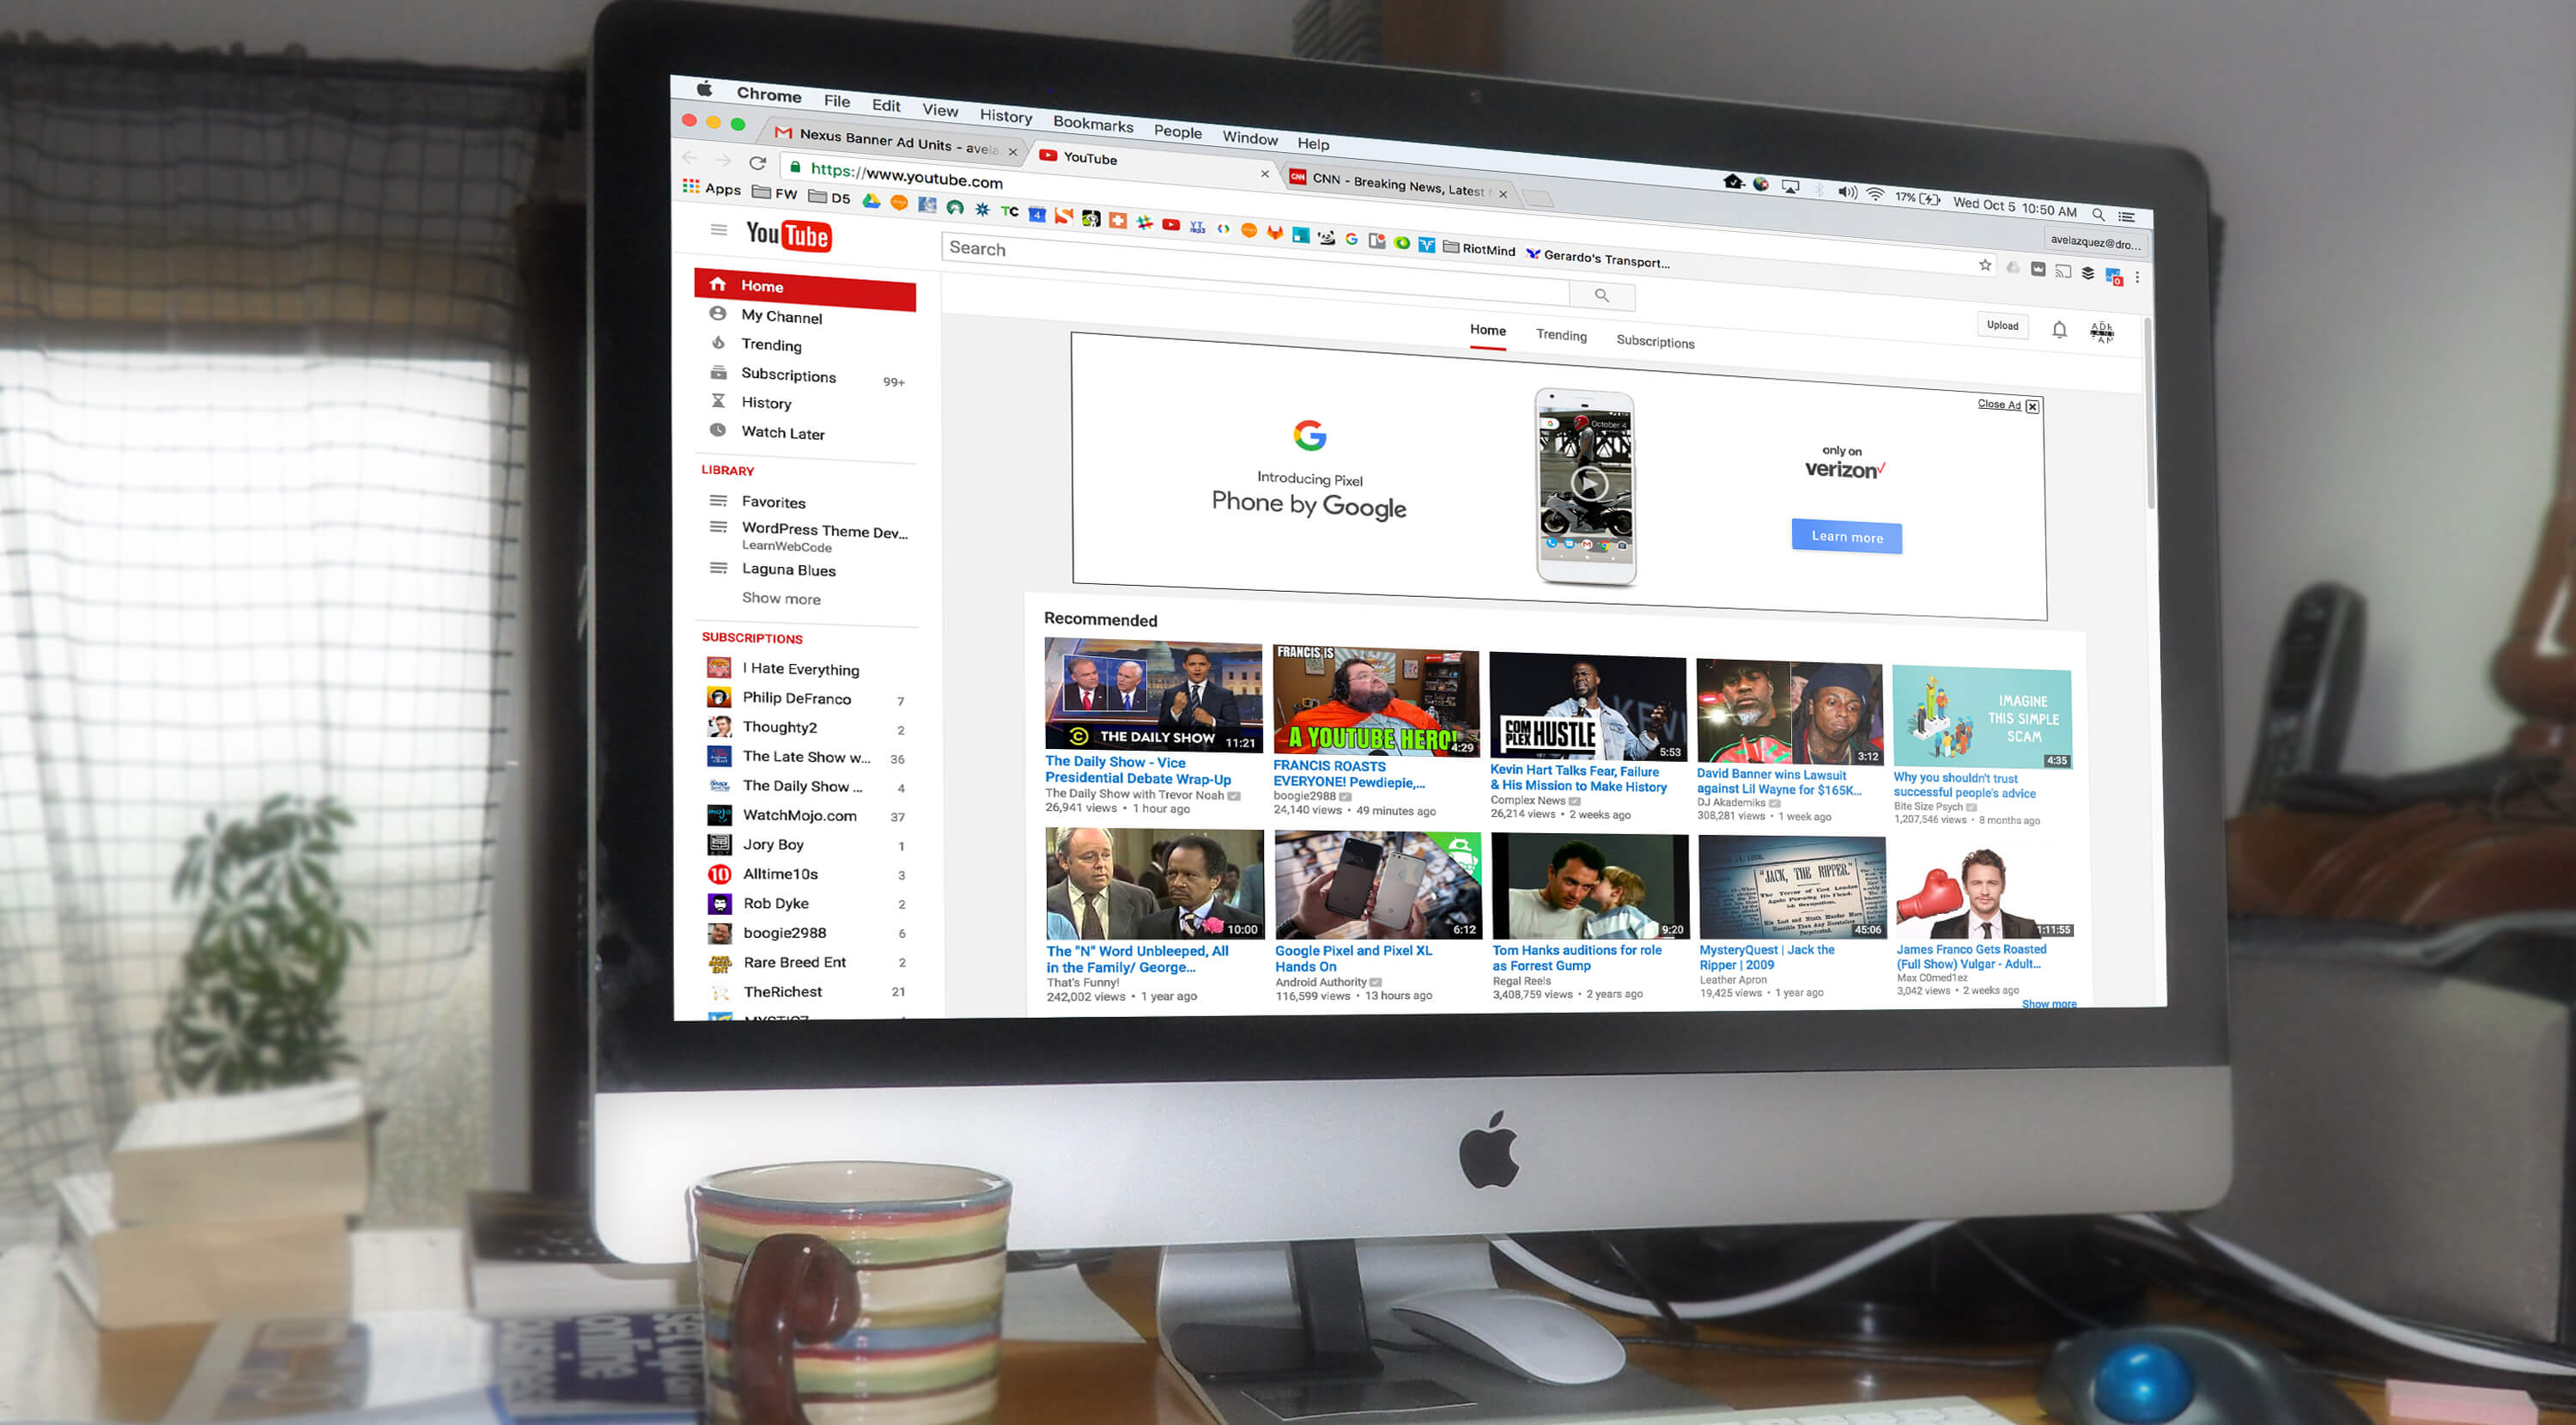 Chrome File Edit View History Bookmarks People Window Help
17% Wed Oct 5 10:50 AM
Nexus Banner Ad Units - avela
YouTube
CNN - Breaking News, Latest
avelazquez@dro...
https://www.youtube.com
Apps FW D5 TC 4 RiotMind Gerardo's Transport...
YouTube
Search
Upload
Home
My Channel
Trending
Subscriptions 99+
History
Watch Later
LIBRARY
Favorites
WordPress Theme Dev...
LearnWebCode
Laguna Blues
Show more
SUBSCRIPTIONS
I Hate Everything
Philip DeFranco 7
Thoughty2 2
The Late Show w... 36
The Daily Show ... 4
WatchMojo.com 37
Jory Boy 1
Alltime10s 3
Rob Dyke 2
boogie2988 6
Rare Breed Ent 2
TheRichest 21
Home Trending Subscriptions
Close Ad
Introducing Pixel
Phone by Google
October 4
only on
verizon
Learn more
Recommended
THE DAILY SHOW 11:21
The Daily Show - Vice
Presidential Debate Wrap-Up
The Daily Show with Trevor Noah
26,941 views • 1 hour ago
FRANCIS IS
A YOUTUBE HERO!
4:29
FRANCIS ROASTS
EVERYONE! Pewdiepie,...
boogie2988
24,140 views • 49 minutes ago
COMPLEX HUSTLE
5:53
Kevin Hart Talks Fear, Failure
& His Mission to Make History
Complex News
26,214 views • 2 weeks ago
3:12
David Banner wins Lawsuit
against Lil Wayne for $165K...
DJ Akademiks
308,281 views • 1 week ago
IMAGINE
THIS SIMPLE
SCAM
4:35
Why you shouldn't trust
successful people's advice
Bite Size Psych
1,207,546 views • 8 months ago
10:00
The "N" Word Unbleeped, All
in the Family/ George...
That's Funny!
242,002 views • 1 year ago
6:12
Google Pixel and Pixel XL
Hands On
Android Authority
116,599 views • 13 hours ago
9:20
Tom Hanks auditions for role
as Forrest Gump
Regal Reels
3,408,759 views • 2 years ago
"JACK, THE RIPPER."
45:06
MysteryQuest | Jack the
Ripper | 2009
Leather Apron
19,425 views • 1 year ago
1:11:55
James Franco Gets Roasted
(Full Show) Vulgar - Adult...
Max C0med1ez
3,042 views • 2 weeks ago
Show more